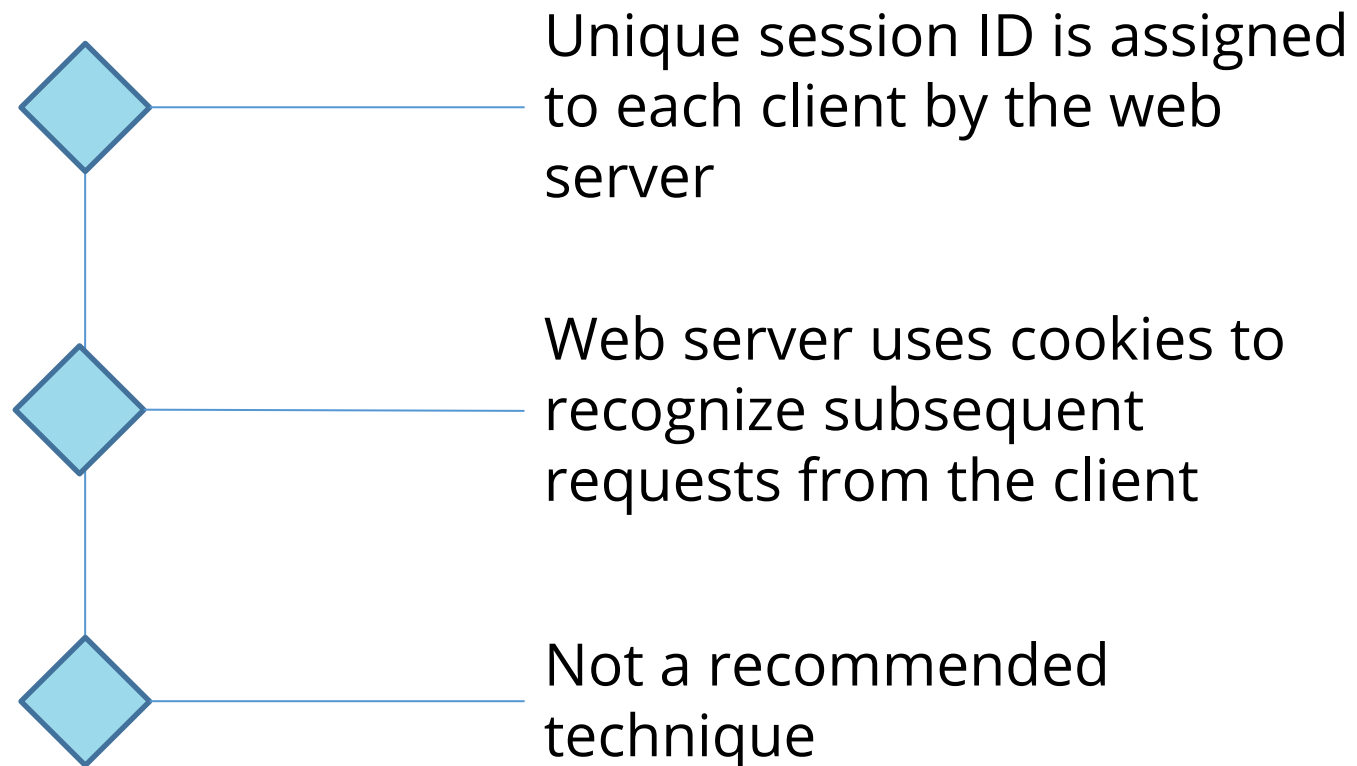 Unique session ID is assigned
to each client by the web
server
Web server uses cookies to
recognize subsequent
requests from the client
Not a recommended
technique